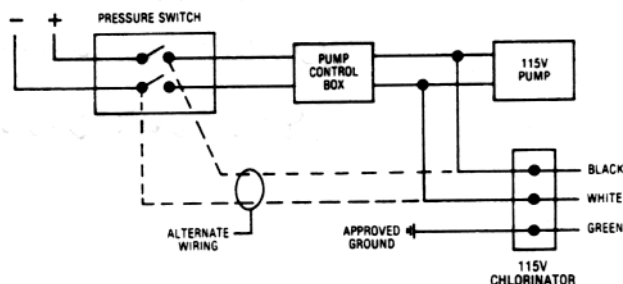 - +
PRESSURE SWITCH
PUMP
CONTROL
BOX
115V
PUMP
BLACK
WHITE
GREEN
ALTERNATE
WIRING
APPROVED
GROUND
115V
CHLORINATOR